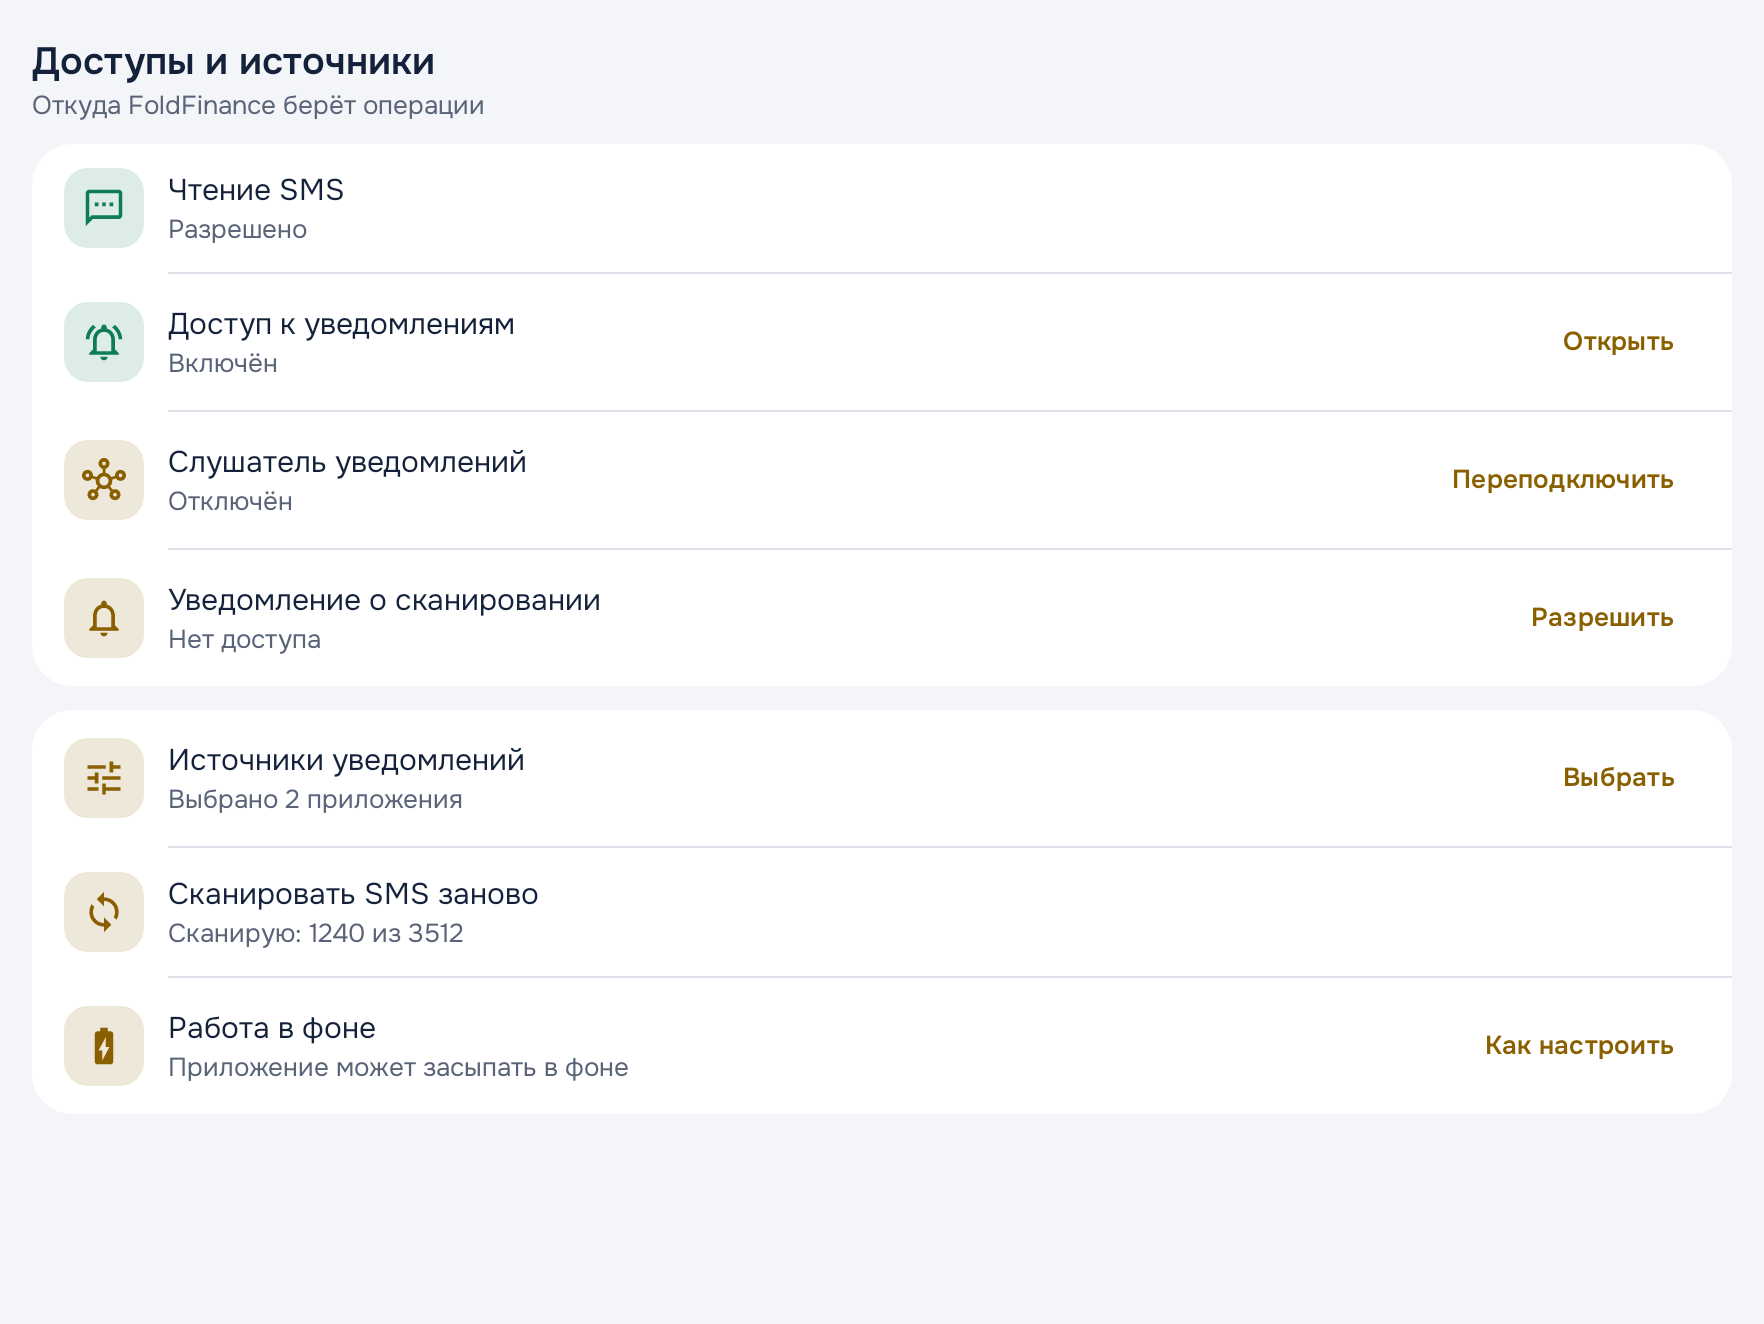 Доступы и источники
Откуда FoldFinance берёт операции
Чтение SMS
Разрешено
Доступ к уведомлениям
Включён
Открыть
Слушатель уведомлений
Отключён
Переподключить
Уведомление о сканировании
Нет доступа
Разрешить
Источники уведомлений
Выбрано 2 приложения
Выбрать
Сканировать SMS заново
Сканирую: 1240 из 3512
Работа в фоне
Приложение может засыпать в фоне
Как настроить